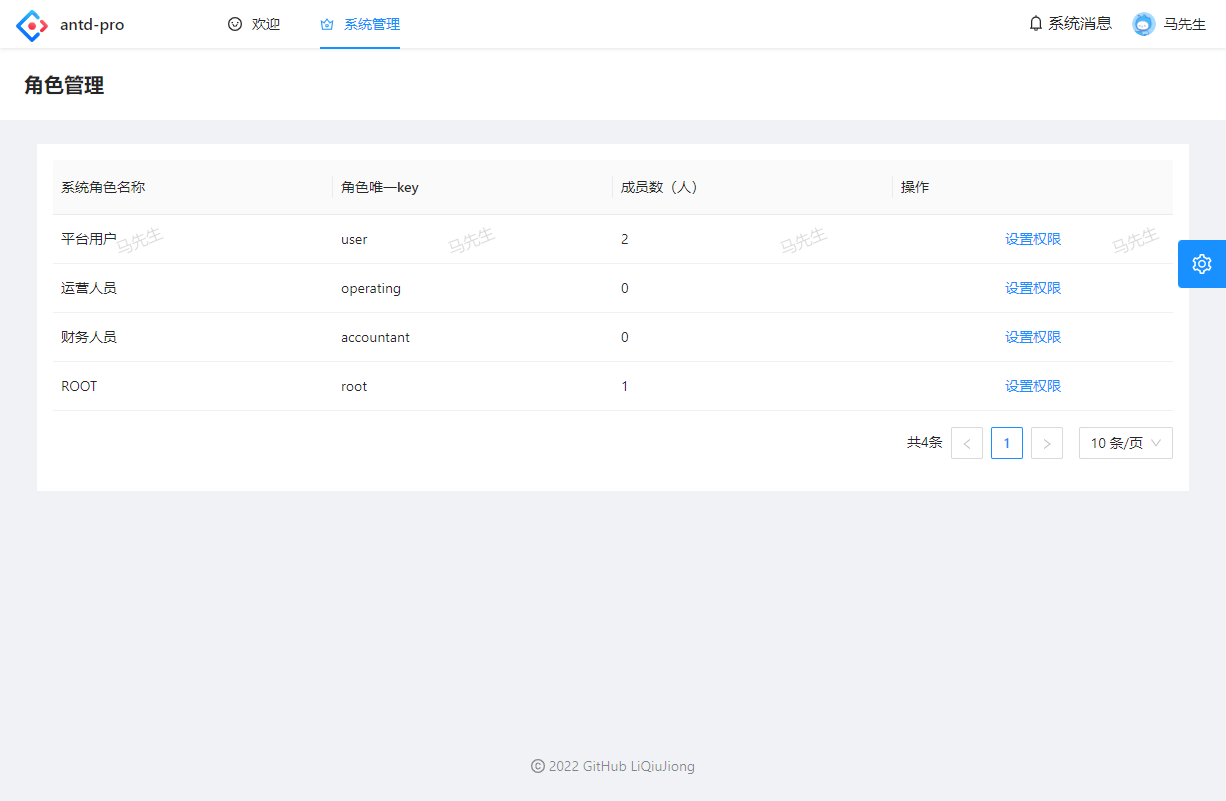 antd-pro 欢迎 系统管理 系统消息 马先生
角色管理
系统角色名称 角色唯一key 成员数（人） 操作
平台用户 马先生 user 马先生 2 马先生 设置权限 马先生
运营人员 operating 0 设置权限
财务人员 accountant 0 设置权限
ROOT root 1 设置权限
共4条 < 1 > 10 条/页
© 2022 GitHub LiQiuJiong